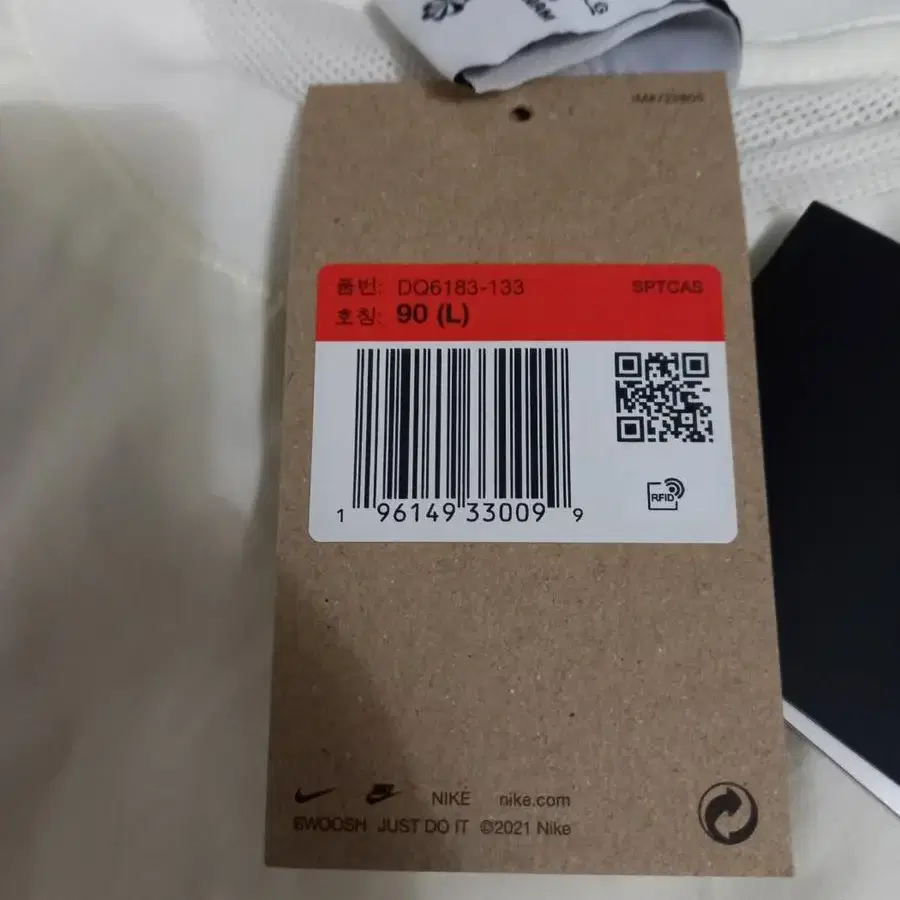 품번: DQ6183-133
SPTCAS
호칭: 90 (L)
RFID
1 96149 33009 9
NIKE nike.com
SWOOSH JUST DO IT ©2021 Nike